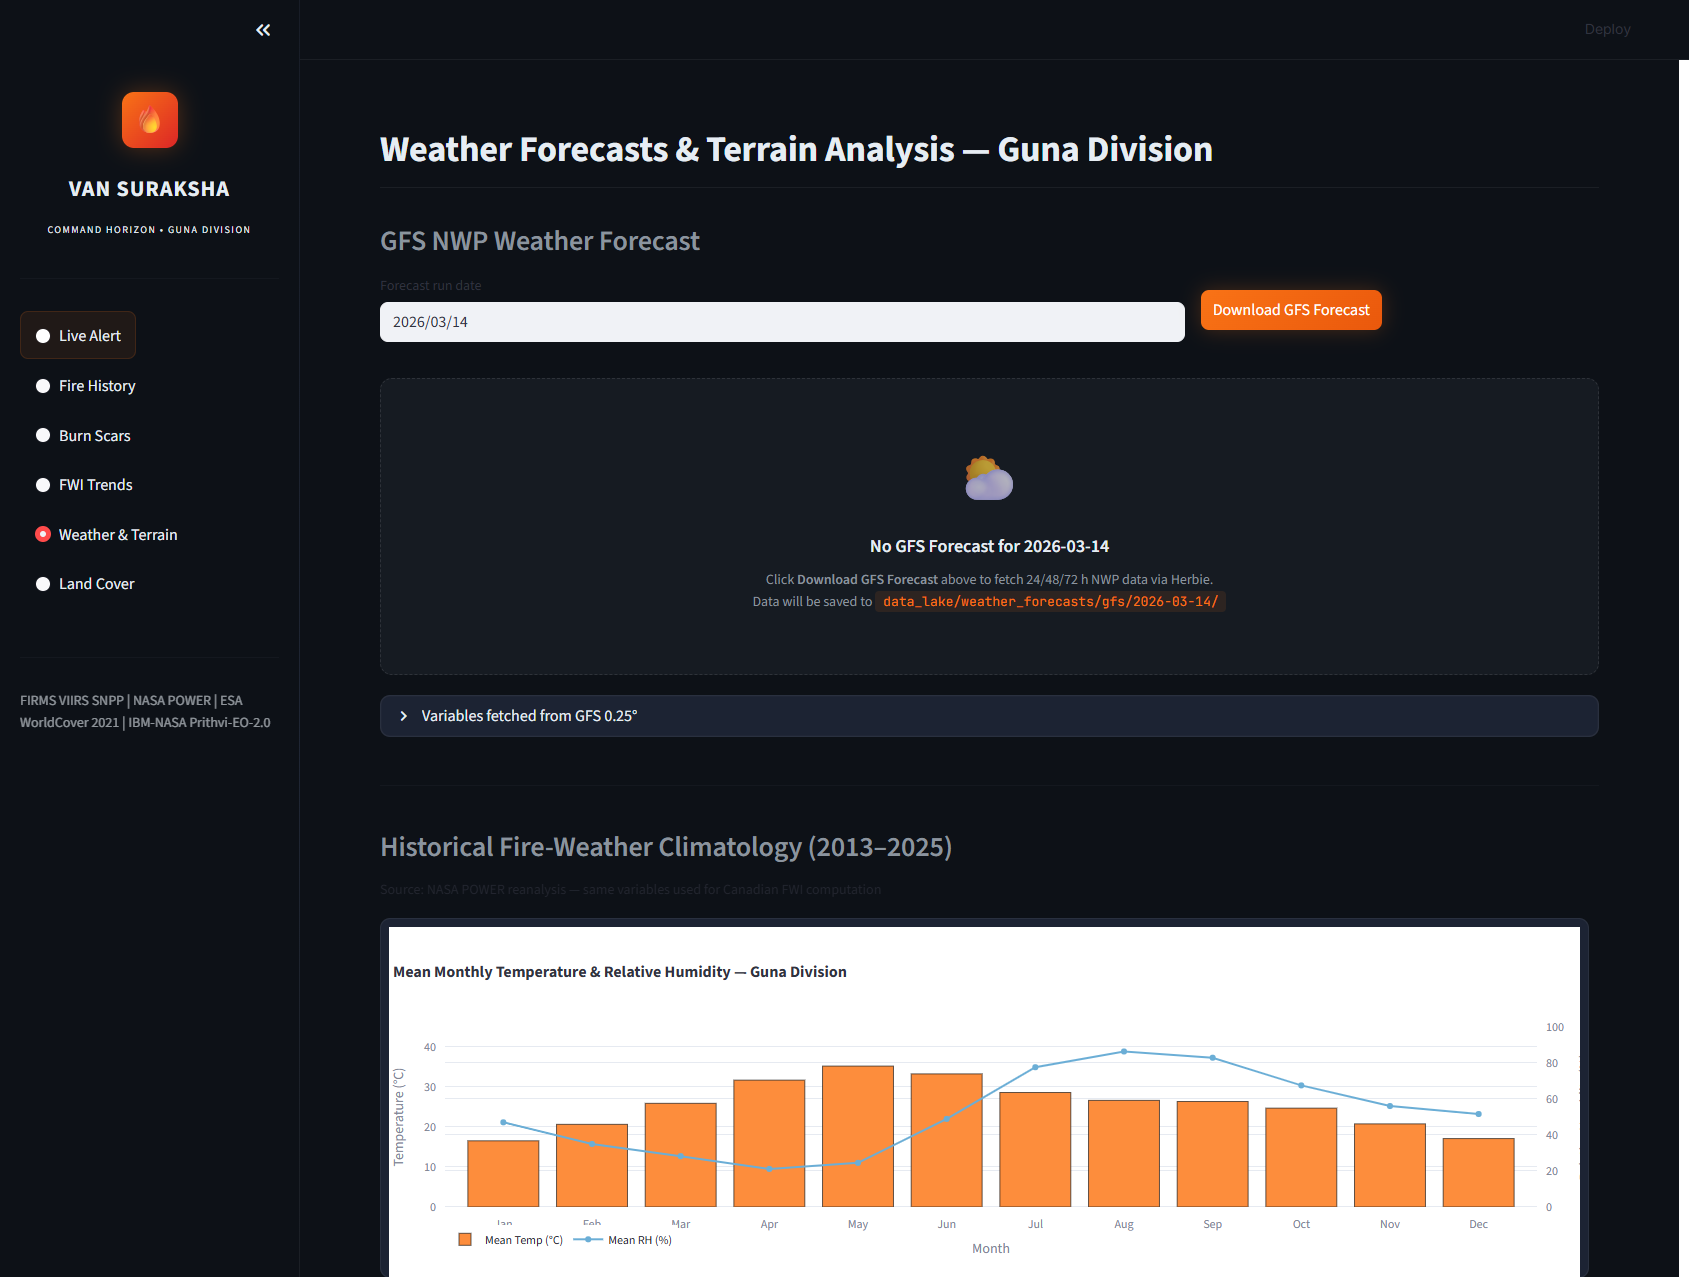 Deploy
VAN SURAKSHA
COMMAND HORIZON • GUNA DIVISION
Live Alert
Fire History
Burn Scars
FWI Trends
Weather & Terrain
Land Cover
FIRMS VIIRS SNPP | NASA POWER | ESA
WorldCover 2021 | IBM-NASA Prithvi-EO-2.0
Weather Forecasts & Terrain Analysis — Guna Division
GFS NWP Weather Forecast
Forecast run date
2026/03/14
Download GFS Forecast
No GFS Forecast for 2026-03-14
Click Download GFS Forecast above to fetch 24/48/72 h NWP data via Herbie.
Data will be saved to data_lake/weather_forecasts/gfs/2026-03-14/
Variables fetched from GFS 0.25°
Historical Fire-Weather Climatology (2013–2025)
Source: NASA POWER reanalysis — same variables used for Canadian FWI computation
Mean Monthly Temperature & Relative Humidity — Guna Division
Temperature (°C)
40
30
20
10
0
100
80
60
40
20
0
Jan Feb Mar Apr May Jun Jul Aug Sep Oct Nov Dec
Mean Temp (°C) Mean RH (%)
Month